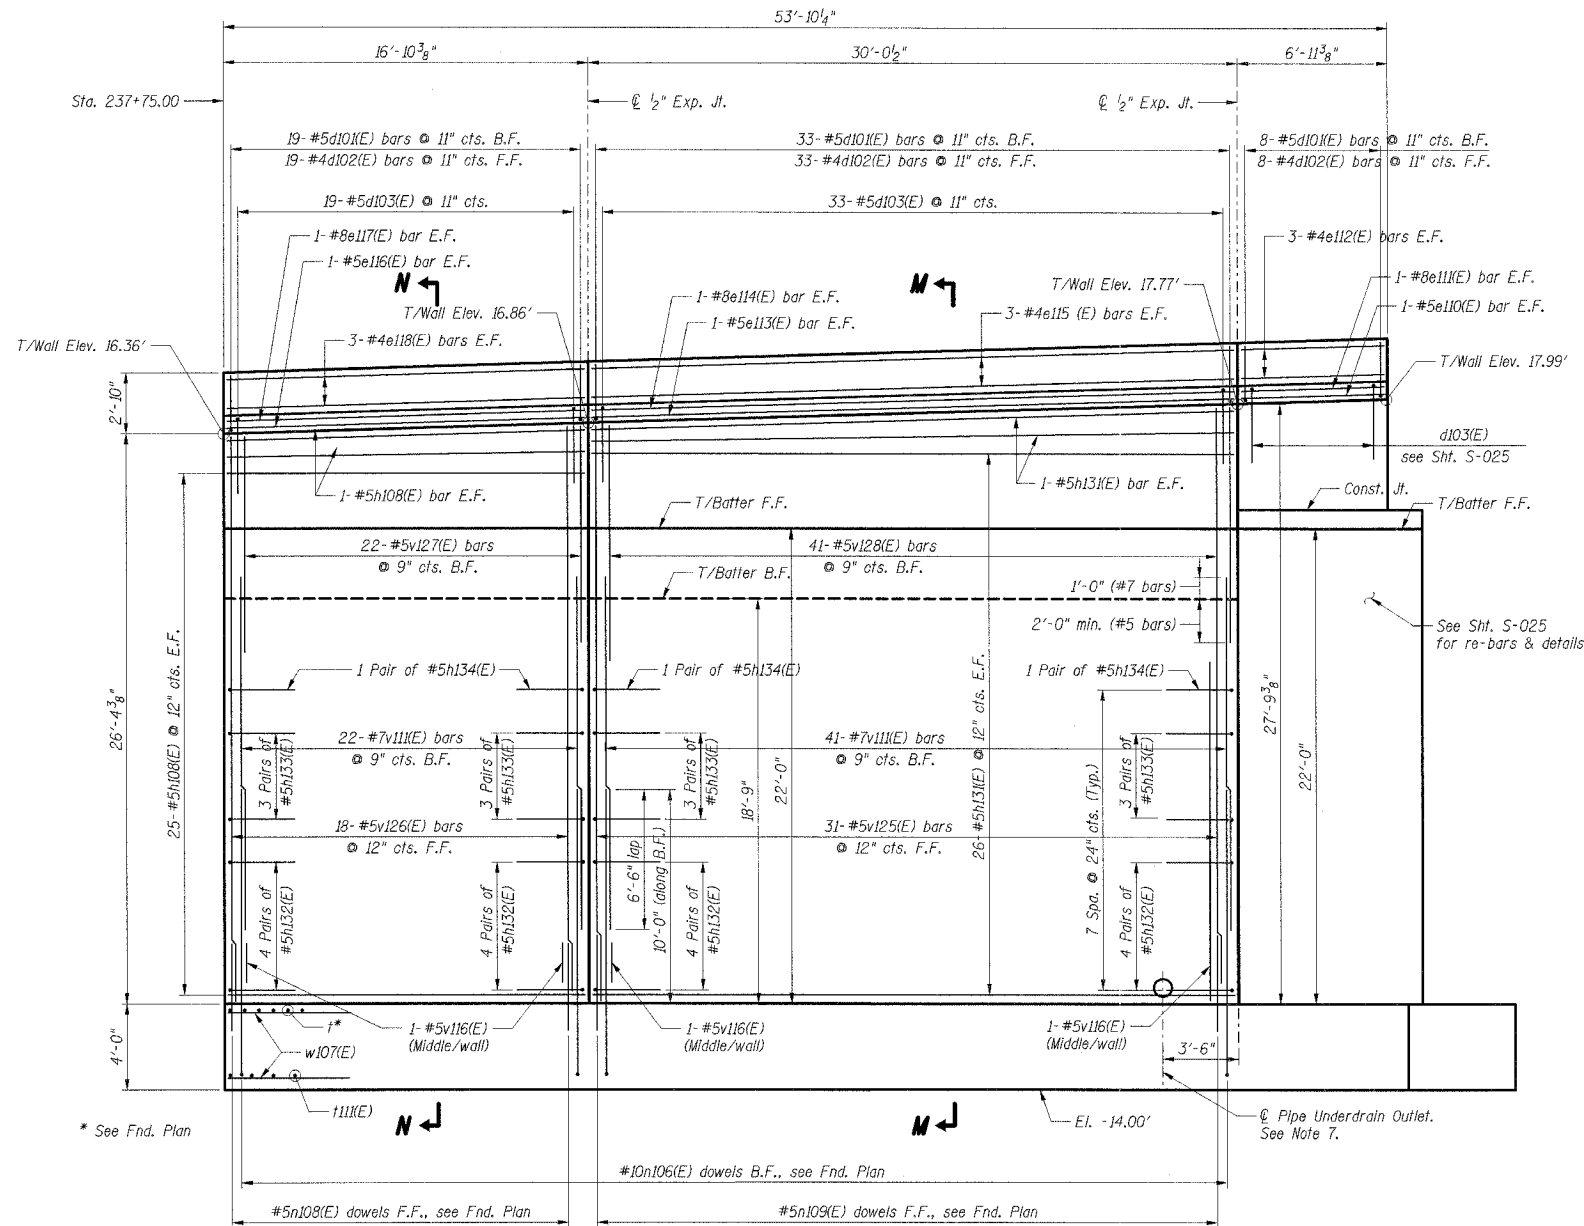 53'-10¼"
16'-10⅜"
30'-0½"
6'-11⅜"
Sta. 237+75.00
℄ ½" Exp. Jt.
℄ ½" Exp. Jt.
19- #5d101(E) bars @ 11" cts. B.F.
19- #4d102(E) bars @ 11" cts. F.F.
33- #5d101(E) bars @ 11" cts. B.F.
33- #4d102(E) bars @ 11" cts. F.F.
8- #5d101(E) bars @ 11" cts. B.F.
8- #4d102(E) bars @ 11" cts. F.F.
19- #5d103(E) @ 11" cts.
33- #5d103(E) @ 11" cts.
1- #8e117(E) bar E.F.
1- #5e116(E) bar E.F.
3- #4e112(E) bars E.F.
N
M
T/Wall Elev. 17.77'
1- #8e111(E) bar E.F.
1- #5e110(E) bar E.F.
T/Wall Elev. 16.86'
1- #8e114(E) bar E.F.
1- #5e113(E) bar E.F.
3- #4e115 (E) bars E.F.
T/Wall Elev. 16.36'
3- #4e118(E) bars E.F.
T/Wall Elev. 17.99'
2'-10"
d103(E)
see Sht. S-025
1- #5h108(E) bar E.F.
1- #5h131(E) bar E.F.
Const. Jt.
T/Batter F.F.
T/Batter F.F.
22- #5v127(E) bars
@ 9" cts. B.F.
41- #5v128(E) bars
@ 9" cts. B.F.
T/Batter B.F.
1'-0" (#7 bars)
2'-0" min. (#5 bars)
See Sht. S-025
for re-bars & details
25- #5h108(E) @ 12" cts. E.F.
26'-4⅜"
1 Pair of #5h134(E)
1 Pair of #5h134(E)
1 Pair of #5h134(E)
26- #5h131(E) @ 12" cts. E.F.
27'-9⅜"
22- #7v111(E) bars
@ 9" cts. B.F.
41- #7v111(E) bars
@ 9" cts. B.F.
3 Pairs of
#5h133(E)
3 Pairs of
#5h133(E)
3 Pairs of
#5h133(E)
3 Pairs of
#5h133(E)
18'-9"
22'-0"
22'-0"
7 Spa. @ 24" cts. (Typ.)
18- #5v126(E) bars
@ 12" cts. F.F.
31- #5v125(E) bars
@ 12" cts. F.F.
6'-6" lap
10'-0" (along B.F.)
4 Pairs of
#5h132(E)
4 Pairs of
#5h132(E)
4 Pairs of
#5h132(E)
4 Pairs of
#5h132(E)
4'-0"
t*
w107(E)
t111(E)
1- #5v116(E)
(Middle/wall)
1- #5v116(E)
(Middle/wall)
1- #5v116(E)
(Middle/wall)
3'-6"
* See Fnd. Plan
N
M
El. -14.00'
℄ Pipe Underdrain Outlet.
See Note 7.
#10n106(E) dowels B.F., see Fnd. Plan
#5n108(E) dowels F.F., see Fnd. Plan
#5n109(E) dowels F.F., see Fnd. Plan